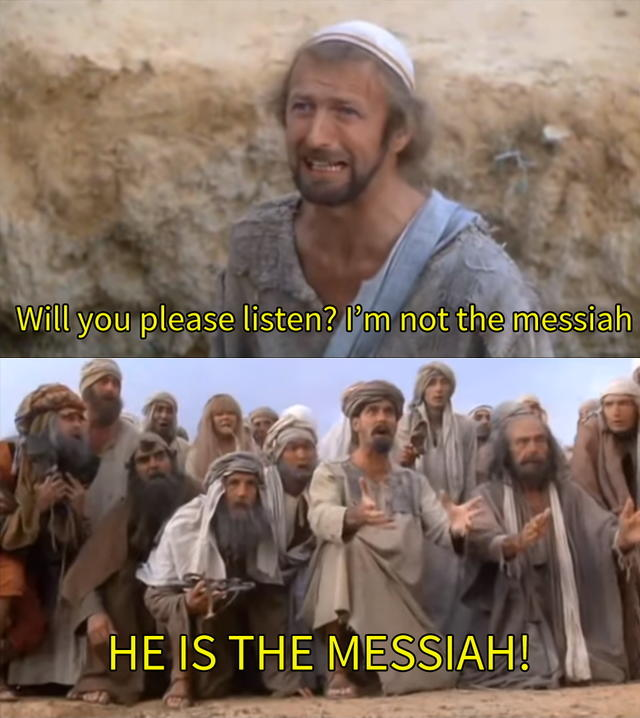 Will you please listen? I'm not the messiah
HE IS THE MESSIAH!